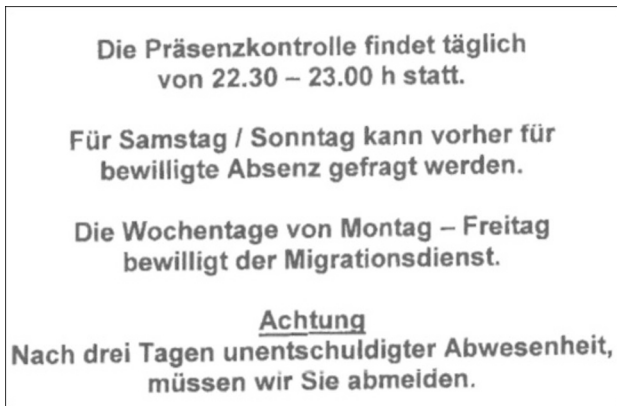 Die Präsenzkontrolle findet täglich
von 22.30 – 23.00 h statt.
Für Samstag / Sonntag kann vorher für
bewilligte Absenz gefragt werden.
Die Wochentage von Montag – Freitag
bewilligt der Migrationsdienst.
Achtung
Nach drei Tagen unentschuldigter Abwesenheit,
müssen wir Sie abmelden.